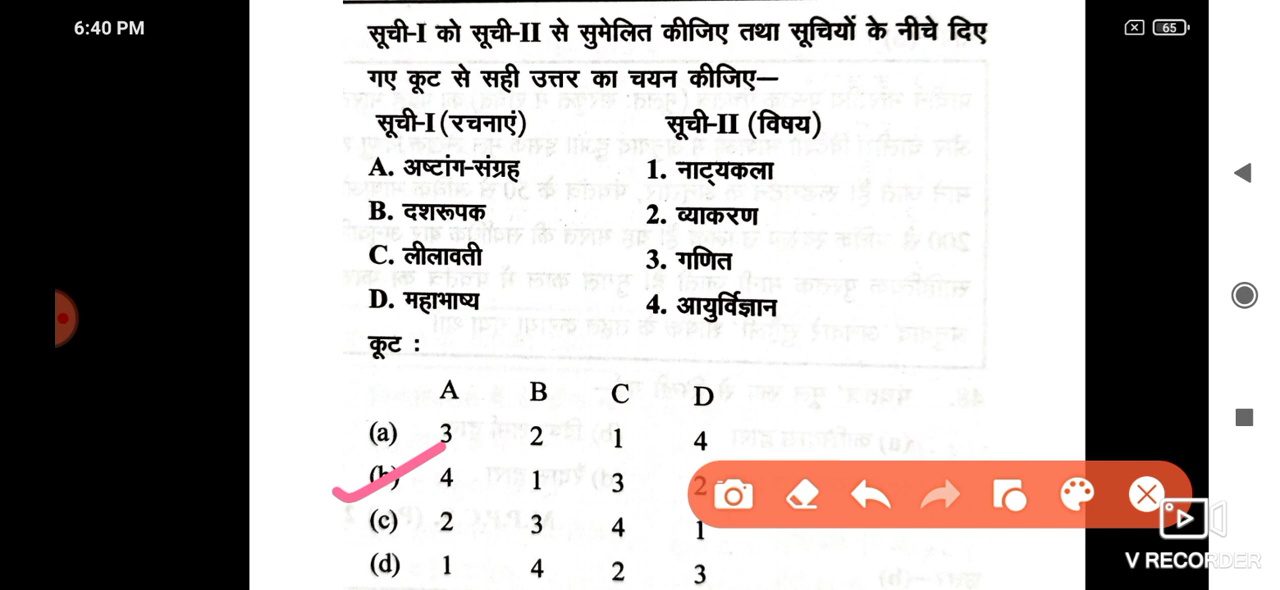 6:40 PM
65
सूची-I को सूची-II से सुमेलित कीजिए तथा सूचियों के नीचे दिए
गए कूट से सही उत्तर का चयन कीजिए–
सूची-I (रचनाएं) सूची-II (विषय)
A. अष्टांग-संग्रह 1. नाट्यकला
B. दशरूपक 2. व्याकरण
C. लीलावती 3. गणित
D. महाभाष्य 4. आयुर्विज्ञान
कूट :
A B C D
(a) 3 2 1 4
(b) 4 1 3 2
(c) 2 3 4 1
(d) 1 4 2 3
V RECORDER